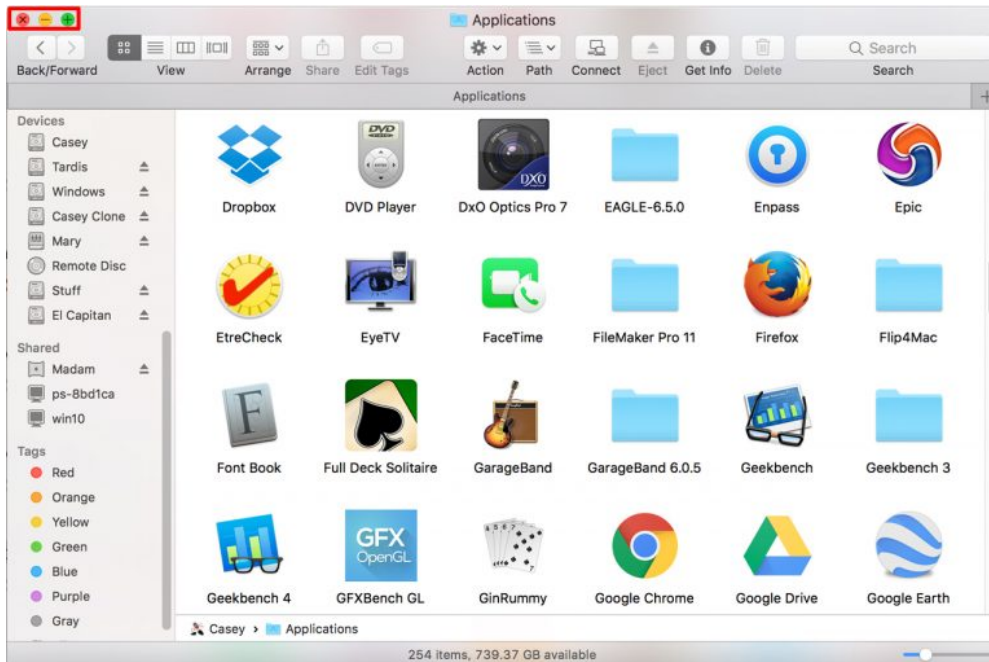 Applications
Back/Forward View Arrange Share Edit Tags Action Path Connect Eject Get Info Delete Search
Search
Applications
Devices
Casey
Tardis
Windows
Casey Clone
Mary
Remote Disc
Stuff
El Capitan
Shared
Madam
ps-8bd1ca
win10
Tags
Red
Orange
Yellow
Green
Blue
Purple
Gray
DVD
ENTER
DXO
Dropbox DVD Player DxO Optics Pro 7 EAGLE-6.5.0 Enpass Epic
EtreCheck EyeTV FaceTime FileMaker Pro 11 Firefox Flip4Mac
F
Font Book Full Deck Solitaire GarageBand GarageBand 6.0.5 Geekbench Geekbench 3
GFX
OpenGL
Geekbench 4 GFXBench GL GinRummy Google Chrome Google Drive Google Earth
Casey › Applications
254 items, 739.37 GB available